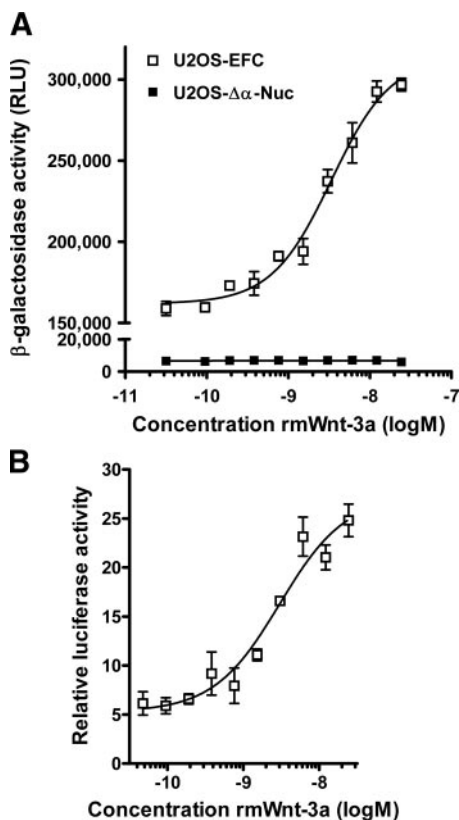 A
□ U2OS-EFC
■ U2OS-Δα-Nuc
β-galactosidase activity (RLU)
300,000
250,000
200,000
150,000
20,000
0
-11 -10 -9 -8 -7
Concentration rmWnt-3a (logM)
B
Relative luciferase activity
30
25
20
15
10
5
0
-10 -9 -8
Concentration rmWnt-3a (logM)